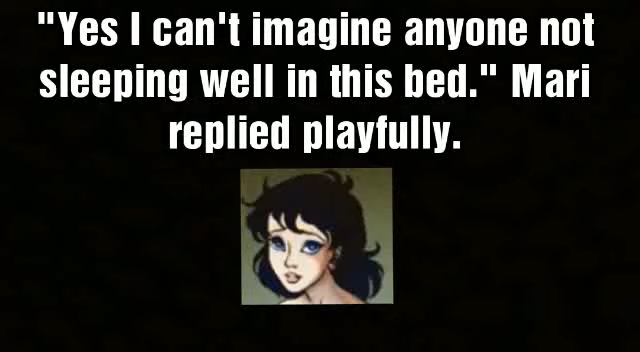 "Yes I can't imagine anyone not
sleeping well in this bed." Mari
replied playfully.